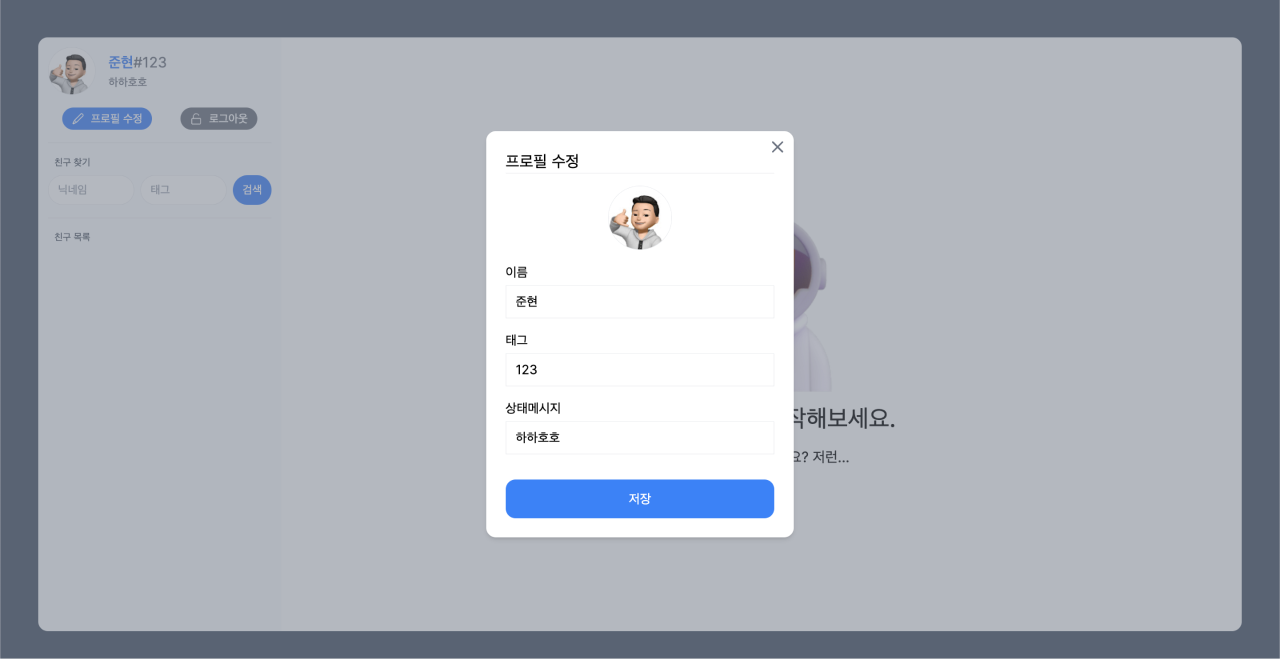 준현#123
하하호호
프로필 수정
로그아웃
친구 찾기
닉네임
태그
검색
친구 목록
프로필 수정
이름
준현
태그
123
상태메시지
하하호호
저장
작해보세요.
요? 저런...